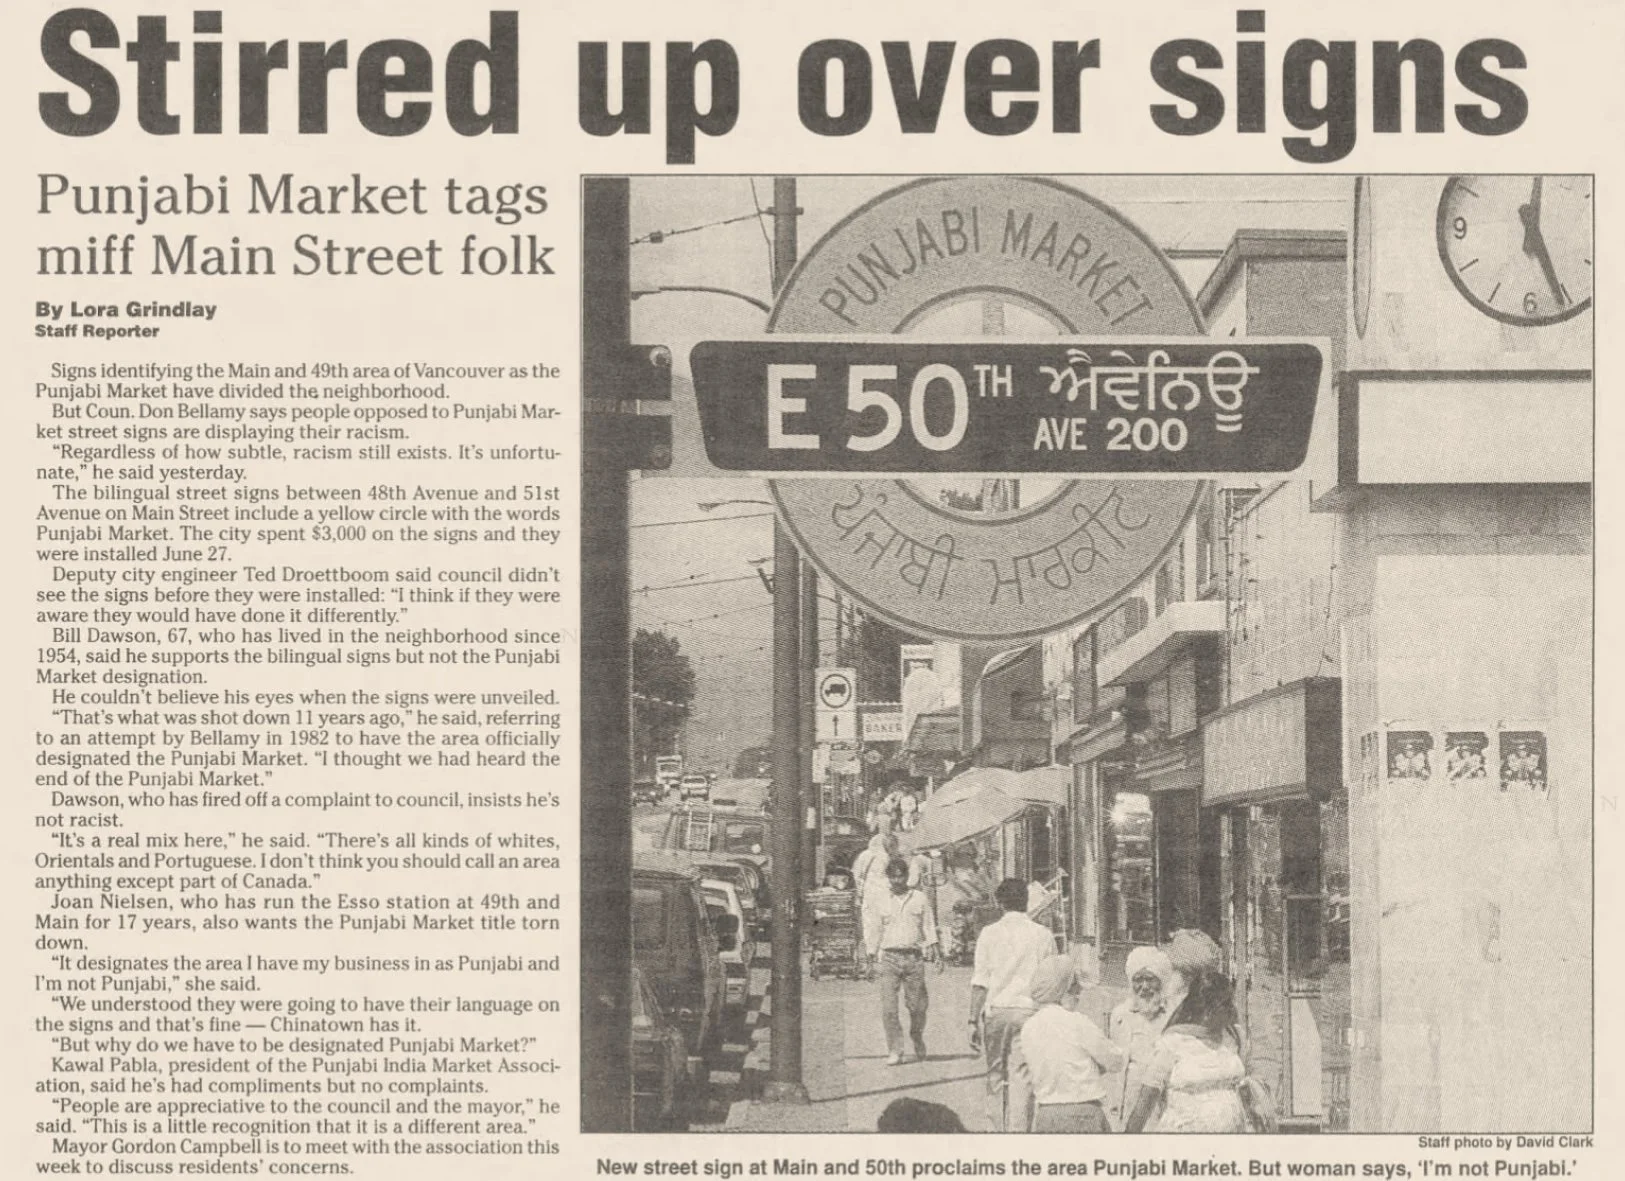 Stirred up over signs
Punjabi Market tags
miff Main Street folk
By Lora Grindlay
Staff Reporter
Signs identifying the Main and 49th area of Vancouver as the
Punjabi Market have divided the neighborhood.
But Coun. Don Bellamy says people opposed to Punjabi Mar-
ket street signs are displaying their racism.
“Regardless of how subtle, racism still exists. It's unfortu-
nate,” he said yesterday.
The bilingual street signs between 48th Avenue and 51st
Avenue on Main Street include a yellow circle with the words
Punjabi Market. The city spent $3,000 on the signs and they
were installed June 27.
Deputy city engineer Ted Droettboom said council didn't
see the signs before they were installed: “I think if they were
aware they would have done it differently.”
Bill Dawson, 67, who has lived in the neighborhood since
1954, said he supports the bilingual signs but not the Punjabi
Market designation.
He couldn't believe his eyes when the signs were unveiled.
“That's what was shot down 11 years ago,” he said, referring
to an attempt by Bellamy in 1982 to have the area officially
designated the Punjabi Market. “I thought we had heard the
end of the Punjabi Market.”
Dawson, who has fired off a complaint to council, insists he's
not racist.
“It's a real mix here,” he said. “There's all kinds of whites,
Orientals and Portuguese. I don't think you should call an area
anything except part of Canada.”
Joan Nielsen, who has run the Esso station at 49th and
Main for 17 years, also wants the Punjabi Market title torn
down.
“It designates the area I have my business in as Punjabi and
I'm not Punjabi,” she said.
“We understood they were going to have their language on
the signs and that's fine — Chinatown has it.
“But why do we have to be designated Punjabi Market?”
Kawal Pabla, president of the Punjabi India Market Associ-
ation, said he's had compliments but no complaints.
“People are appreciative to the council and the mayor,” he
said. “This is a little recognition that it is a different area.”
Mayor Gordon Campbell is to meet with the association this
week to discuss residents' concerns.
PUNJABI MARKET
E 50TH ਐਵੇਨਿਊ
AVE 200
ਪੰਜਾਬੀ ਮਾਰਕੀਟ
9
6
BAKER
Staff photo by David Clark
New street sign at Main and 50th proclaims the area Punjabi Market. But woman says, ‘I'm not Punjabi.’